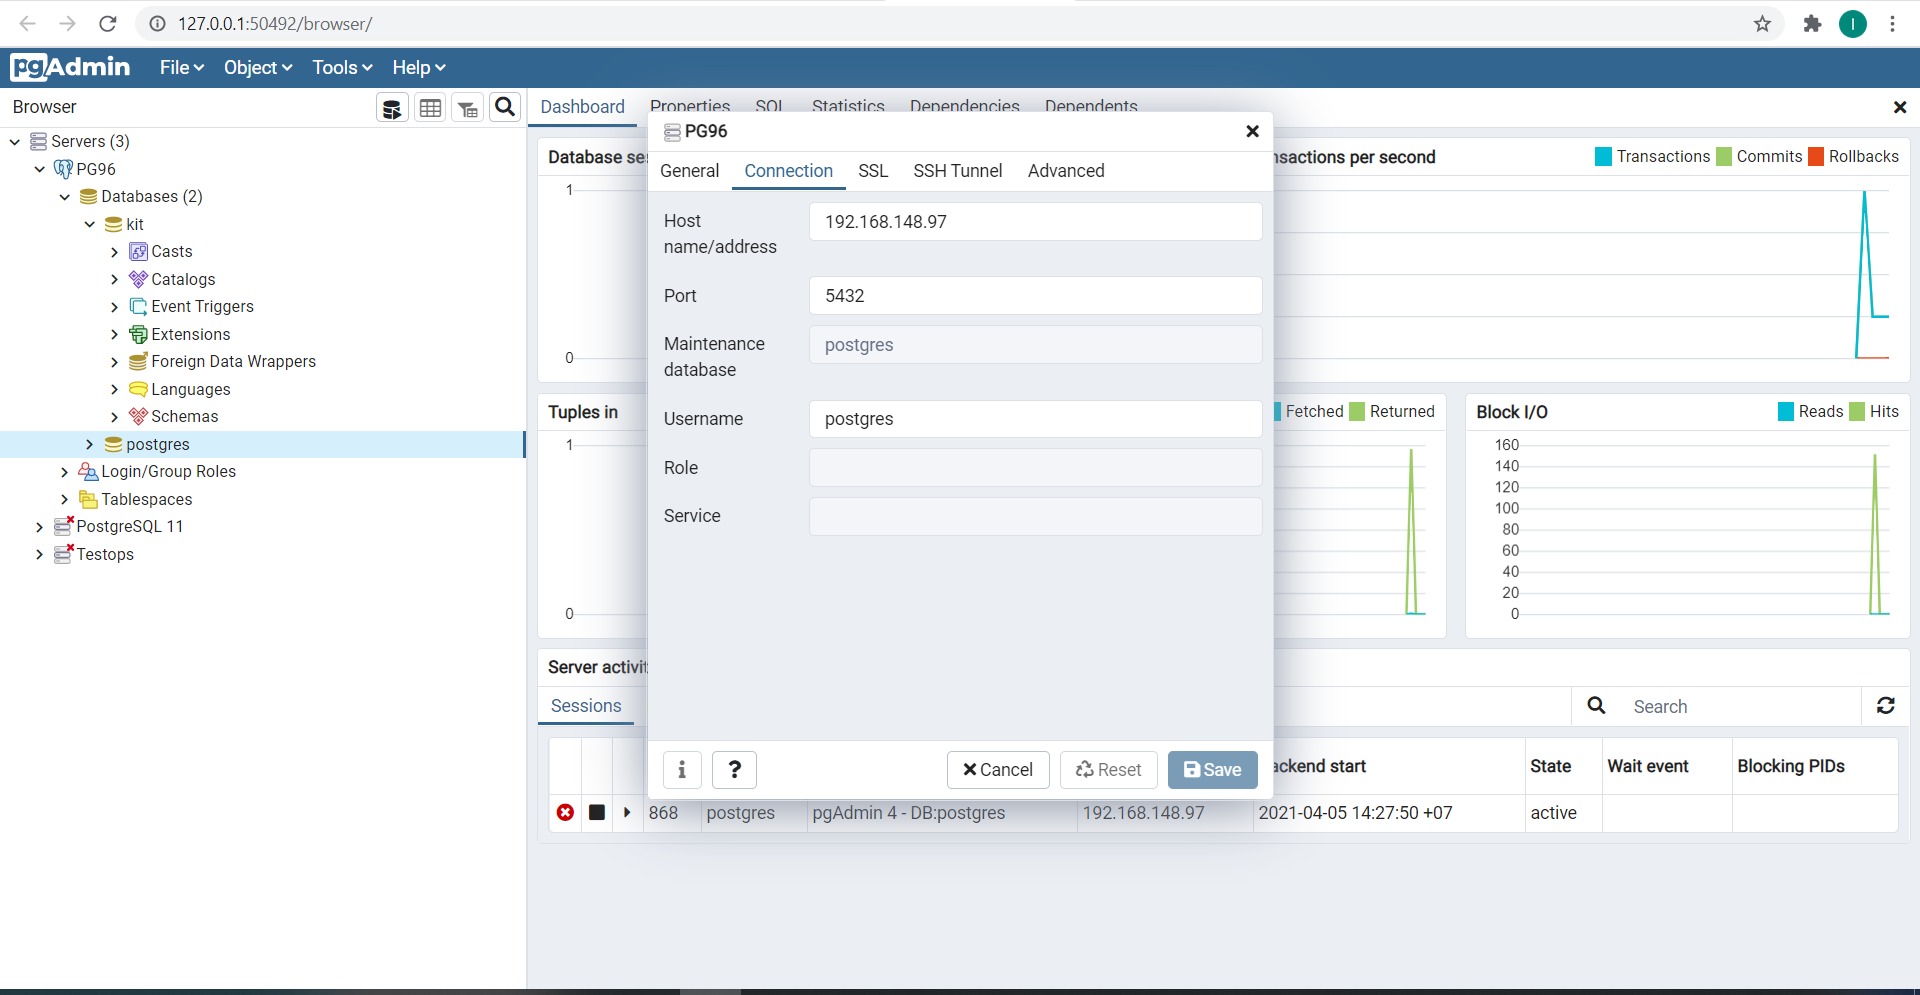 127.0.0.1:50492/browser/
I
pgAdmin File Object Tools Help
Browser
Dashboard Properties SQL Statistics Dependencies Dependents
Servers (3)
PG96
Databases (2)
kit
Casts
Catalogs
Event Triggers
Extensions
Foreign Data Wrappers
Languages
Schemas
postgres
Login/Group Roles
Tablespaces
PostgreSQL 11
Testops
Database se
1
0
nsactions per second
Transactions Commits Rollbacks
PG96
General Connection SSL SSH Tunnel Advanced
Host name/address
192.168.148.97
Port
5432
Maintenance database
postgres
Username
postgres
Role
Service
i ? Cancel Reset Save
Tuples in
1
0
Fetched Returned
Block I/O
Reads Hits
160
140
120
100
80
60
40
20
0
Server activit
Sessions
Search
ackend start State Wait event Blocking PIDs
868 postgres pgAdmin 4 - DB:postgres 192.168.148.97 2021-04-05 14:27:50 +07 active